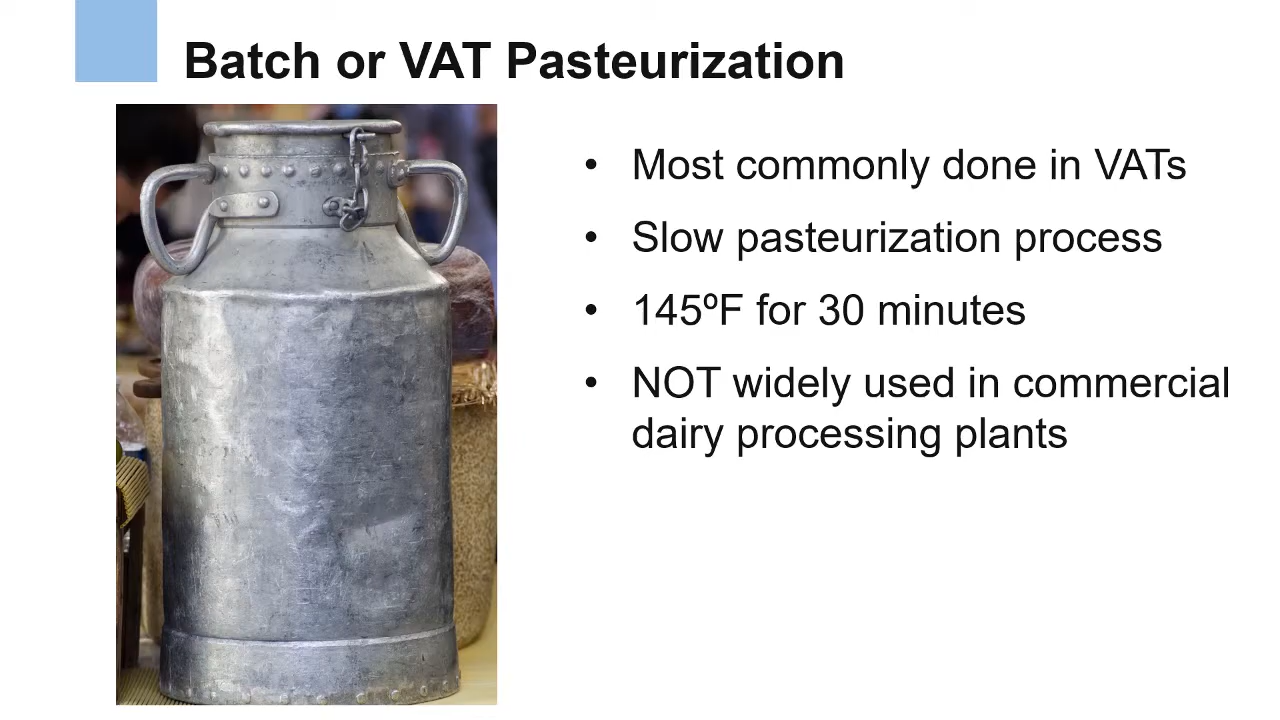 Batch or VAT Pasteurization
• Most commonly done in VATs
• Slow pasteurization process
• 145ºF for 30 minutes
• NOT widely used in commercial
dairy processing plants